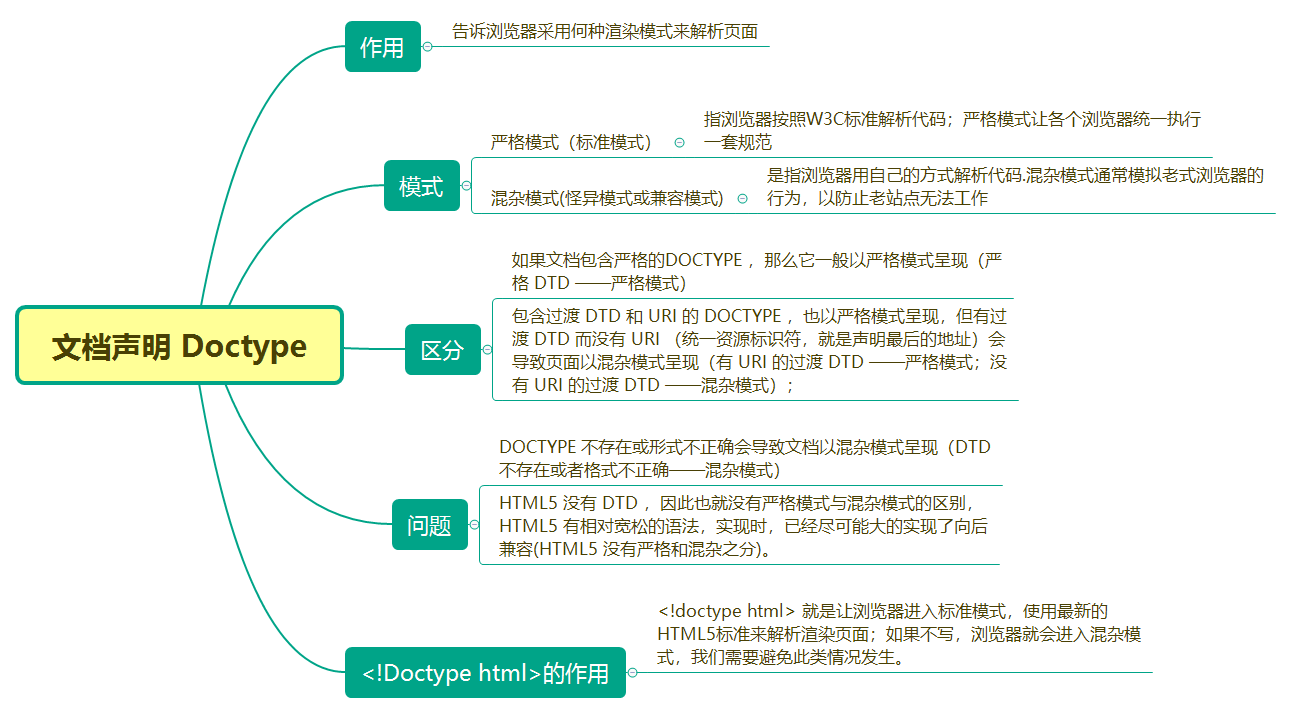 作用
告诉浏览器采用何种渲染模式来解析页面
模式
严格模式（标准模式）
指浏览器按照W3C标准解析代码；严格模式让各个浏览器统一执行
一套规范
混杂模式(怪异模式或兼容模式)
是指浏览器用自己的方式解析代码.混杂模式通常模拟老式浏览器的
行为，以防止老站点无法工作
文档声明 Doctype
区分
如果文档包含严格的DOCTYPE ，那么它一般以严格模式呈现（严
格 DTD ——严格模式）
包含过渡 DTD 和 URI 的 DOCTYPE ，也以严格模式呈现，但有过
渡 DTD 而没有 URI （统一资源标识符，就是声明最后的地址）会
导致页面以混杂模式呈现（有 URI 的过渡 DTD ——严格模式；没
有 URI 的过渡 DTD ——混杂模式）；
问题
DOCTYPE 不存在或形式不正确会导致文档以混杂模式呈现（DTD
不存在或者格式不正确——混杂模式）
HTML5 没有 DTD ，因此也就没有严格模式与混杂模式的区别，
HTML5 有相对宽松的语法，实现时，已经尽可能大的实现了向后
兼容(HTML5 没有严格和混杂之分)。
<!Doctype html>的作用
<!doctype html> 就是让浏览器进入标准模式，使用最新的
HTML5标准来解析渲染页面；如果不写，浏览器就会进入混杂模
式，我们需要避免此类情况发生。